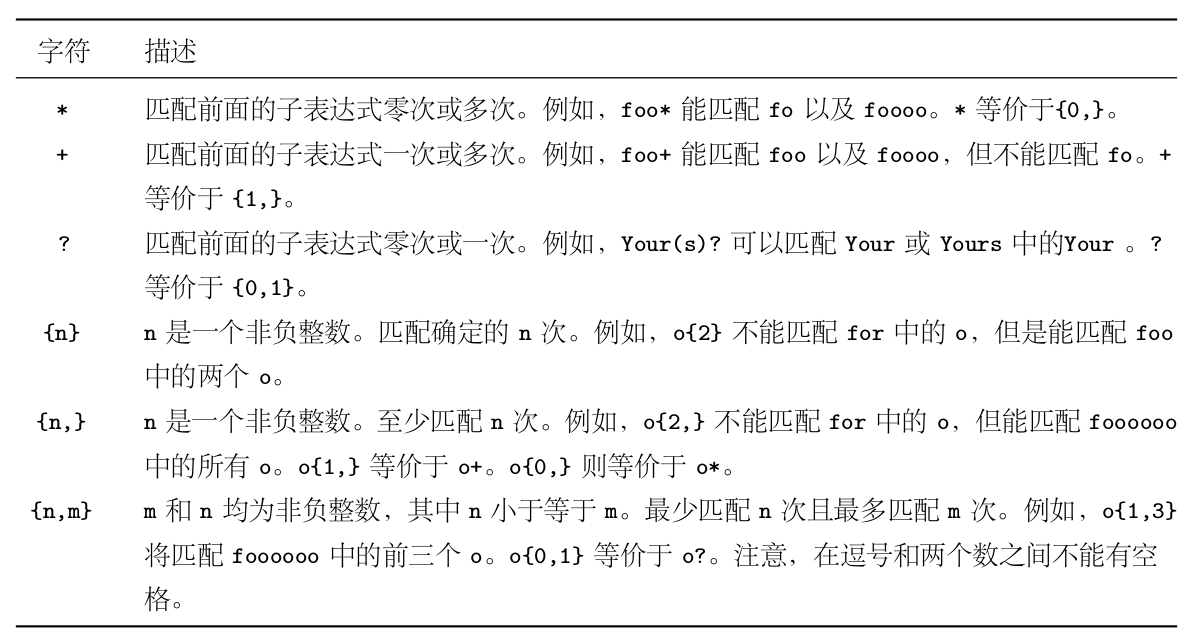 字符 描述
* 匹配前面的子表达式零次或多次。例如，foo* 能匹配 fo 以及 foooo。* 等价于{0,}。
+ 匹配前面的子表达式一次或多次。例如，foo+ 能匹配 foo 以及 foooo，但不能匹配 fo。+
等价于 {1,}。
? 匹配前面的子表达式零次或一次。例如，Your(s)? 可以匹配 Your 或 Yours 中的Your 。?
等价于 {0,1}。
{n} n 是一个非负整数。匹配确定的 n 次。例如，o{2} 不能匹配 for 中的 o，但是能匹配 foo
中的两个 o。
{n,} n 是一个非负整数。至少匹配 n 次。例如，o{2,} 不能匹配 for 中的 o，但能匹配 foooooo
中的所有 o。o{1,} 等价于 o+。o{0,} 则等价于 o*。
{n,m} m 和 n 均为非负整数，其中 n 小于等于 m。最少匹配 n 次且最多匹配 m 次。例如，o{1,3}
将匹配 foooooo 中的前三个 o。o{0,1} 等价于 o?。注意，在逗号和两个数之间不能有空
格。